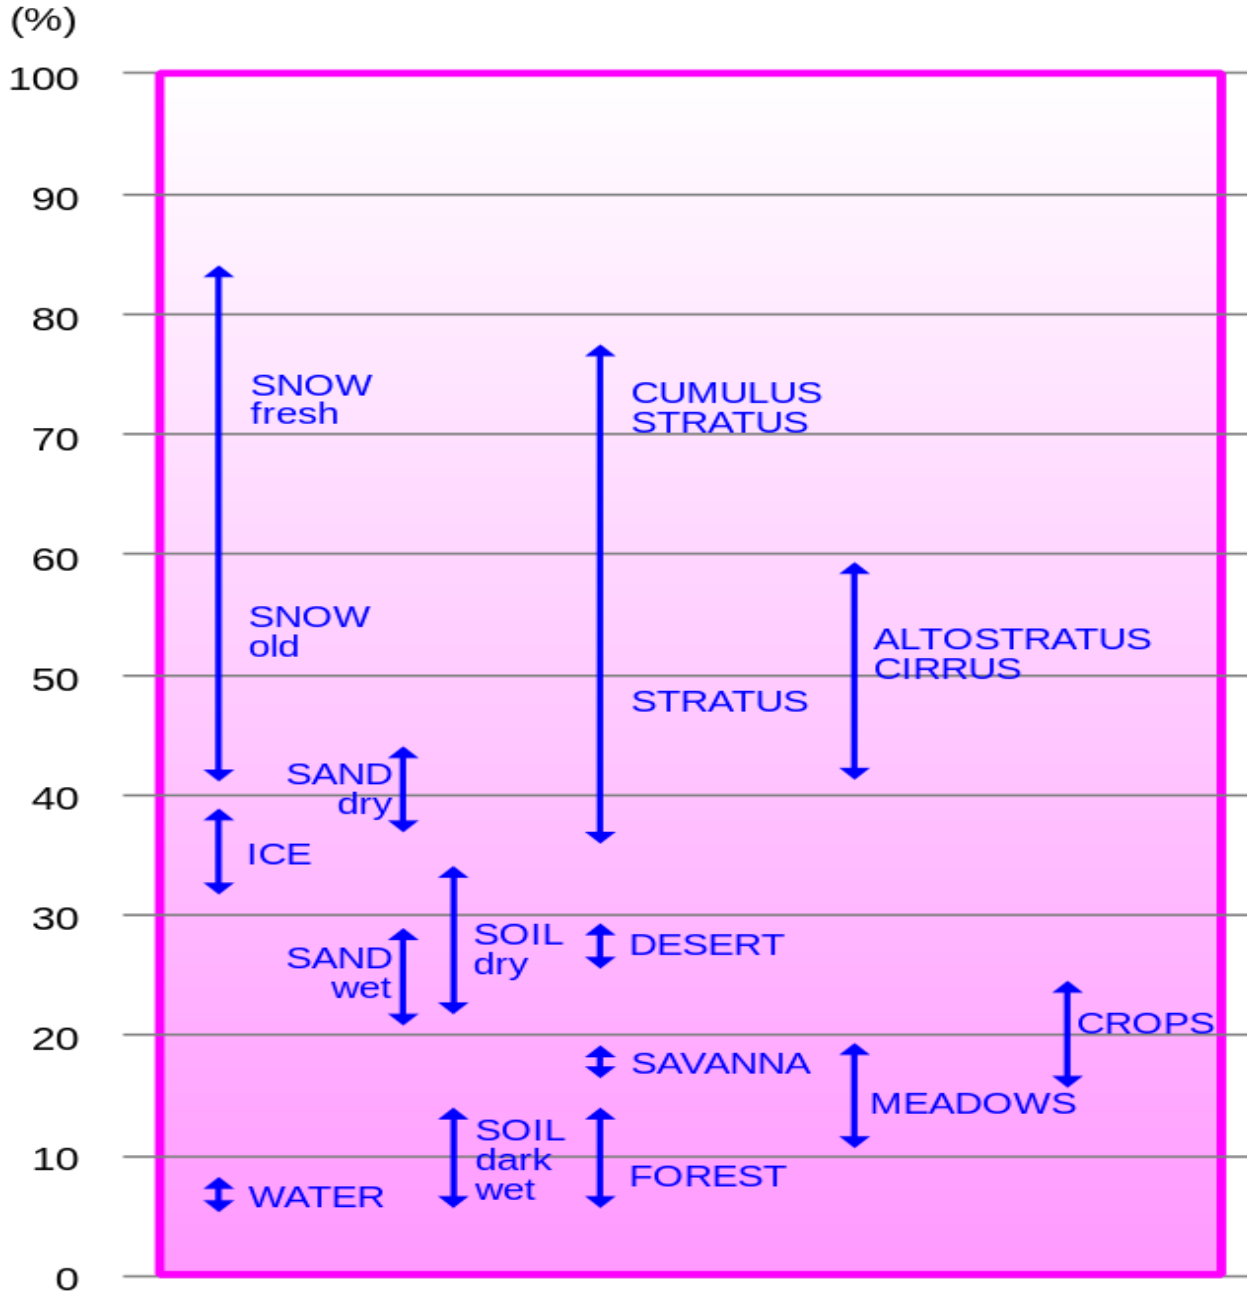 (%)
100
90
80
70
60
50
40
30
20
10
0
SNOW
fresh
CUMULUS
STRATUS
SNOW
old
ALTOSTRATUS
CIRRUS
STRATUS
SAND
dry
ICE
SOIL
dry
DESERT
SAND
wet
CROPS
SAVANNA
MEADOWS
SOIL
dark
wet
FOREST
WATER